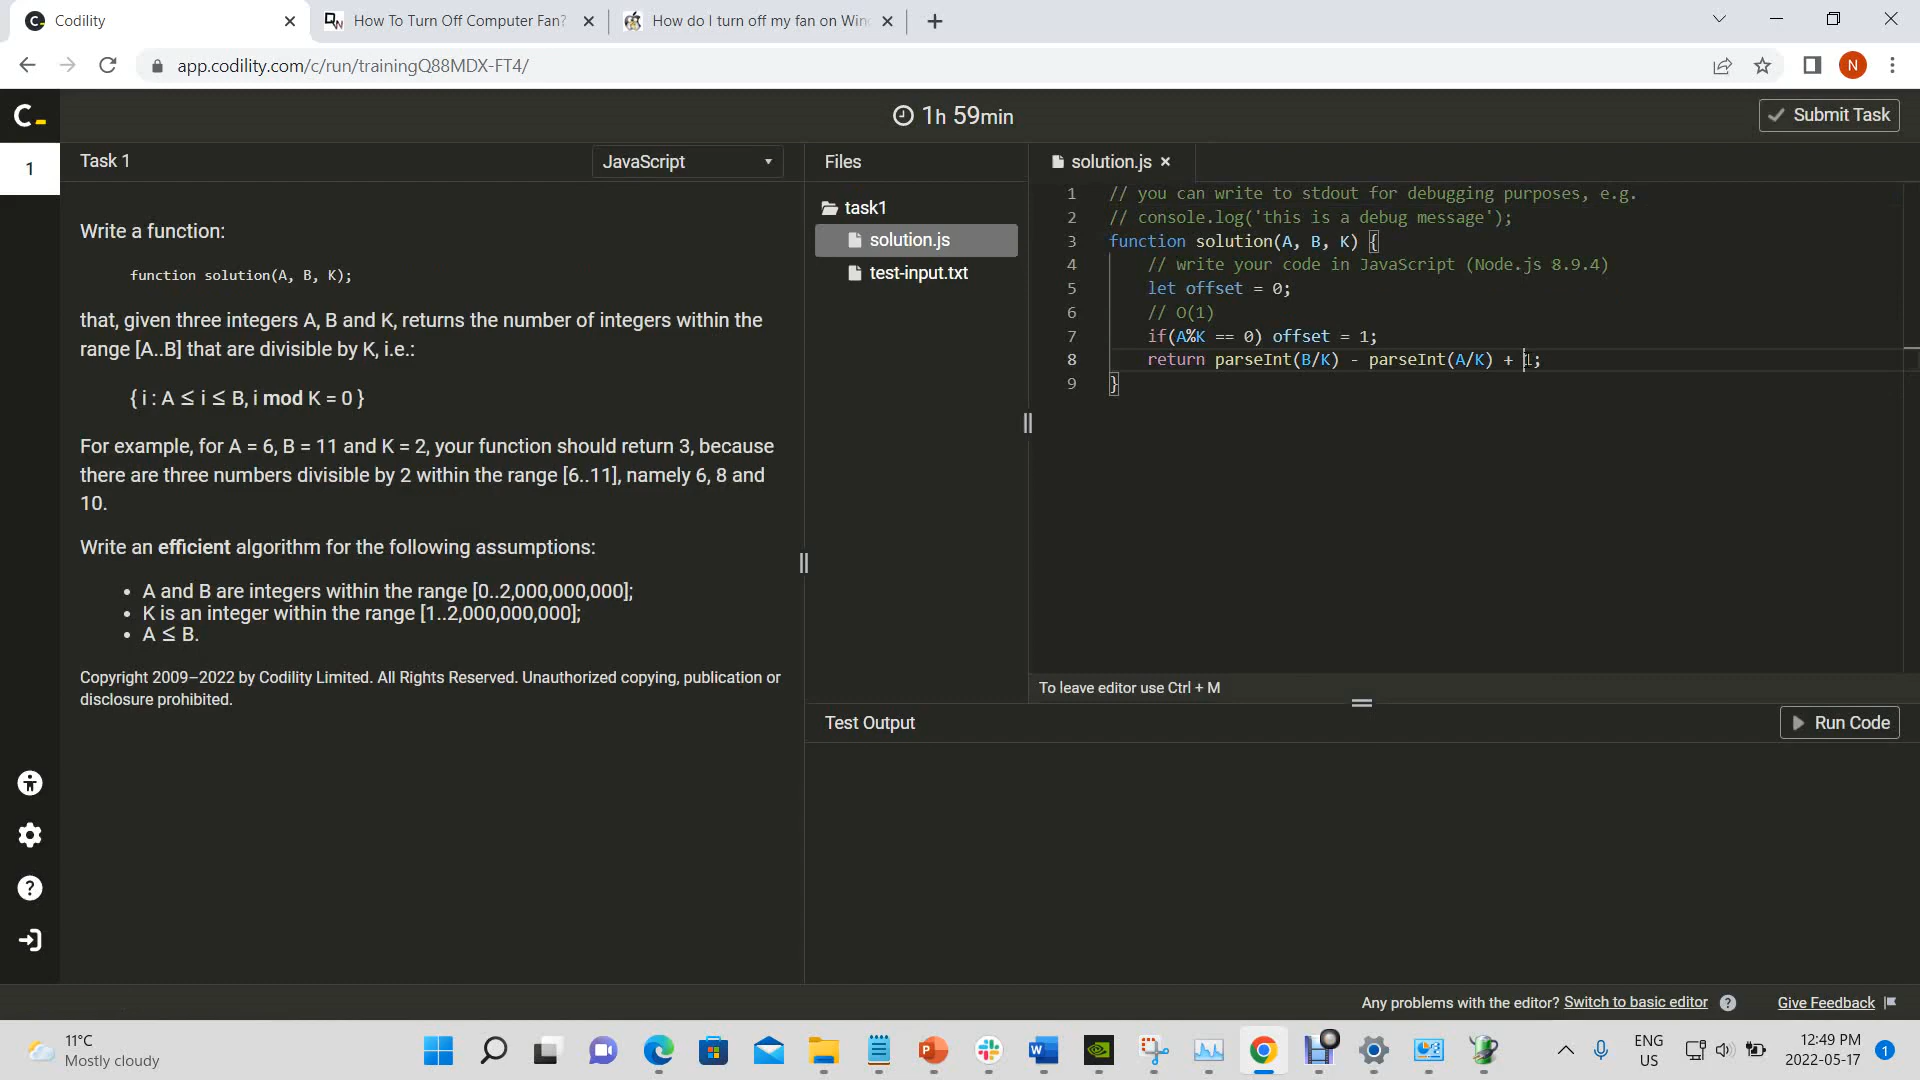 Codility
How To Turn Off Computer Fan?
How do I turn off my fan on Win
app.codility.com/c/run/trainingQ88MDX-FT4/
N
1h 59min
Submit Task
1
Task 1
JavaScript
Files
solution.js
Write a function:
function solution(A, B, K);
that, given three integers A, B and K, returns the number of integers within the
range [A..B] that are divisible by K, i.e.:
{ i : A ≤ i ≤ B, i mod K = 0 }
For example, for A = 6, B = 11 and K = 2, your function should return 3, because
there are three numbers divisible by 2 within the range [6..11], namely 6, 8 and
10.
Write an efficient algorithm for the following assumptions:
• A and B are integers within the range [0..2,000,000,000];
• K is an integer within the range [1..2,000,000,000];
• A ≤ B.
Copyright 2009–2022 by Codility Limited. All Rights Reserved. Unauthorized copying, publication or
disclosure prohibited.
task1
solution.js
test-input.txt
1 // you can write to stdout for debugging purposes, e.g.
2 // console.log('this is a debug message');
3 function solution(A, B, K) {
4 // write your code in JavaScript (Node.js 8.9.4)
5 let offset = 0;
6 // O(1)
7 if(A%K == 0) offset = 1;
8 return parseInt(B/K) - parseInt(A/K) + 1;
9 }
To leave editor use Ctrl + M
Test Output
Run Code
Any problems with the editor? Switch to basic editor
Give Feedback
11°C
Mostly cloudy
ENG
US
12:49 PM
2022-05-17
1